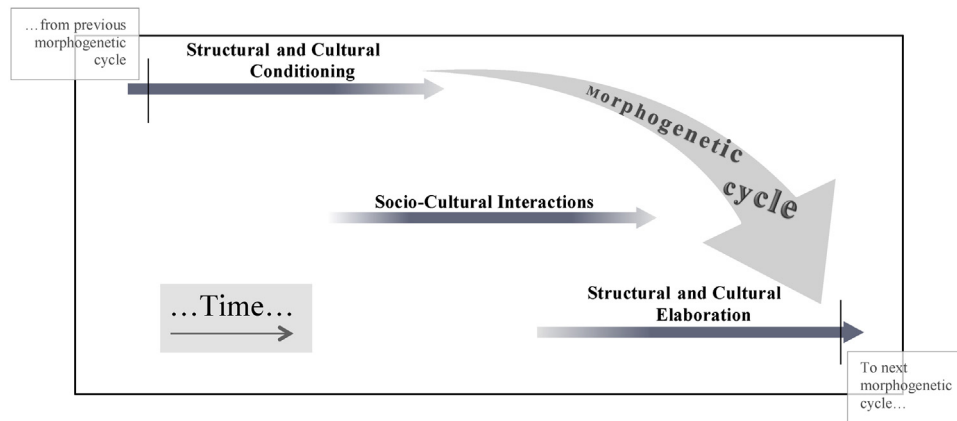 …from previous
morphogenetic
cycle
Structural and Cultural
Conditioning
Morphogenetic
cycle
Socio-Cultural Interactions
…Time…
Structural and Cultural
Elaboration
To next
morphogenetic
cycle…